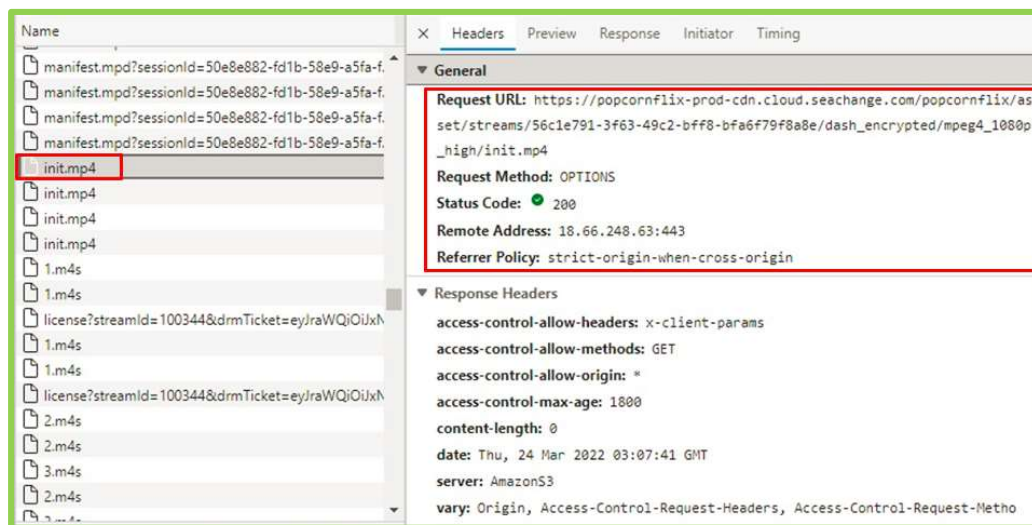 Name
manifest.mpd?sessionId=50e8e882-fd1b-58e9-a5fa-f.
manifest.mpd?sessionId=50e8e882-fd1b-58e9-a5fa-f.
manifest.mpd?sessionId=50e8e882-fd1b-58e9-a5fa-f.
manifest.mpd?sessionId=50e8e882-fd1b-58e9-a5fa-f.
init.mp4
init.mp4
init.mp4
init.mp4
1.m4s
1.m4s
license?streamId=100344&drmTicket=eyJraWQiOiJxN
1.m4s
1.m4s
license?streamId=100344&drmTicket=eyJraWQiOiJxN
2.m4s
2.m4s
3.m4s
2.m4s
Headers Preview Response Initiator Timing
General
Request URL: https://popcornflix-prod-cdn.cloud.seachange.com/popcornflix/as
set/streams/56c1e791-3f63-49c2-bff8-bfa6f79f8a8e/dash_encrypted/mpeg4_1080p
_high/init.mp4
Request Method: OPTIONS
Status Code: 200
Remote Address: 18.66.248.63:443
Referrer Policy: strict-origin-when-cross-origin
Response Headers
access-control-allow-headers: x-client-params
access-control-allow-methods: GET
access-control-allow-origin: *
access-control-max-age: 1800
content-length: 0
date: Thu, 24 Mar 2022 03:07:41 GMT
server: AmazonS3
vary: Origin, Access-Control-Request-Headers, Access-Control-Request-Metho